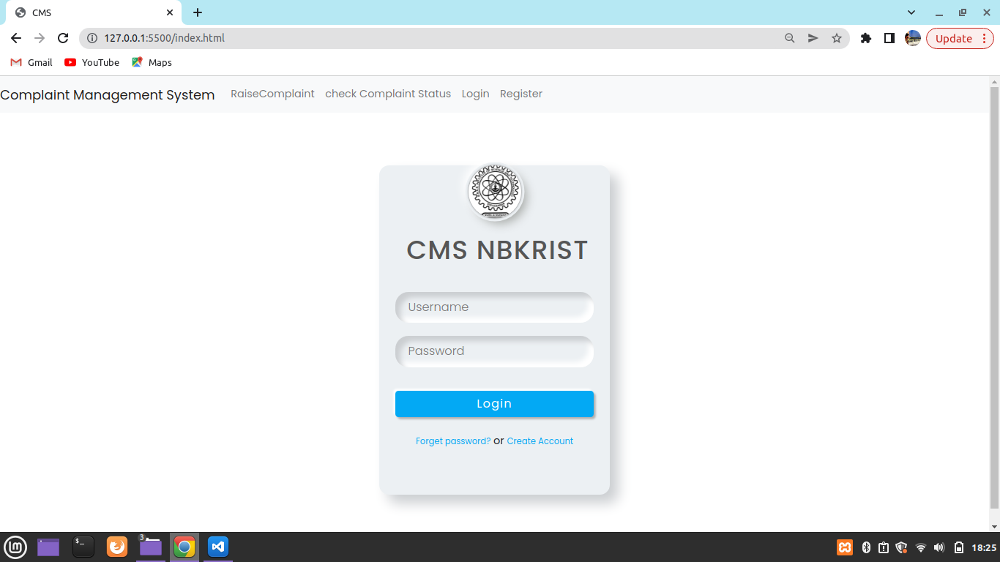 CMS
127.0.0.1:5500/index.html
Update
Gmail YouTube Maps
Complaint Management System RaiseComplaint check Complaint Status Login Register
CMS NBKRIST
Username
Password
Login
Forget password? or Create Account
3
$_
18:25